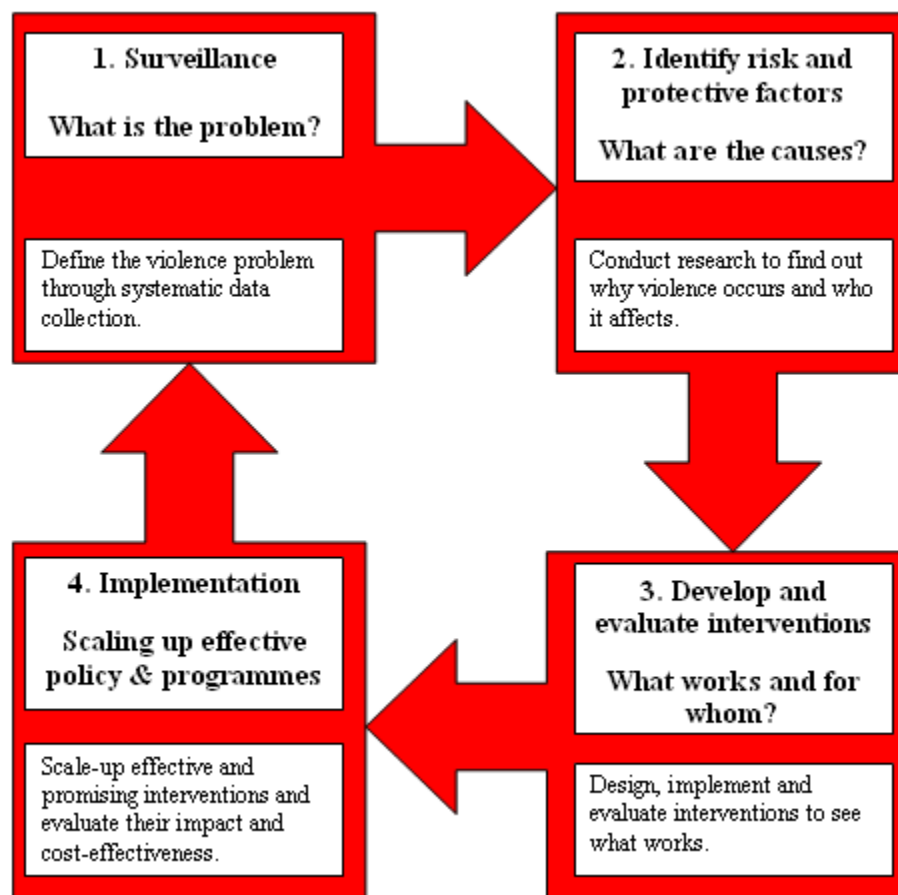 1. Surveillance
What is the problem?
Define the violence problem
through systematic data
collection.
2. Identify risk and
protective factors
What are the causes?
Conduct research to find out
why violence occurs and who
it affects.
3. Develop and
evaluate interventions
What works and for
whom?
Design, implement and
evaluate interventions to see
what works.
4. Implementation
Scaling up effective
policy & programmes
Scale-up effective and
promising interventions and
evaluate their impact and
cost-effectiveness.